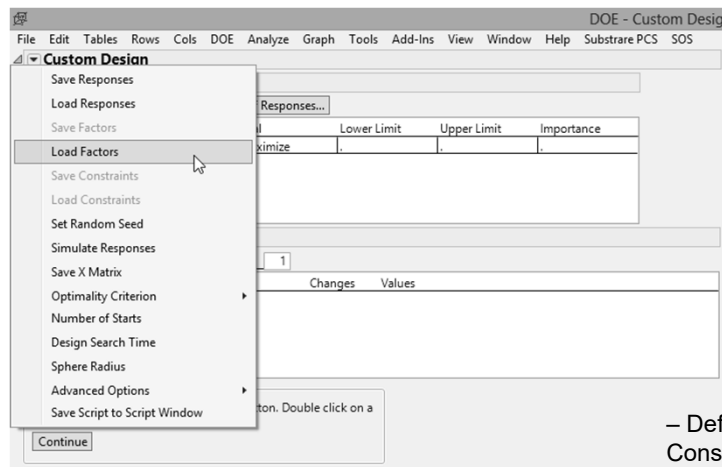 DOE - Custom Desig
File Edit Tables Rows Cols DOE Analyze Graph Tools Add-Ins View Window Help Substrare PCS SOS
Custom Design
Save Responses
Load Responses
Responses...
Save Factors
Lower Limit Upper Limit Importance
Load Factors
ximize . . .
Save Constraints
Load Constraints
Set Random Seed
Simulate Responses
1
Save X Matrix
Changes Values
Optimality Criterion
Number of Starts
Design Search Time
Sphere Radius
Advanced Options
Save Script to Script Window
tton. Double click on a
Continue
– Def
Cons